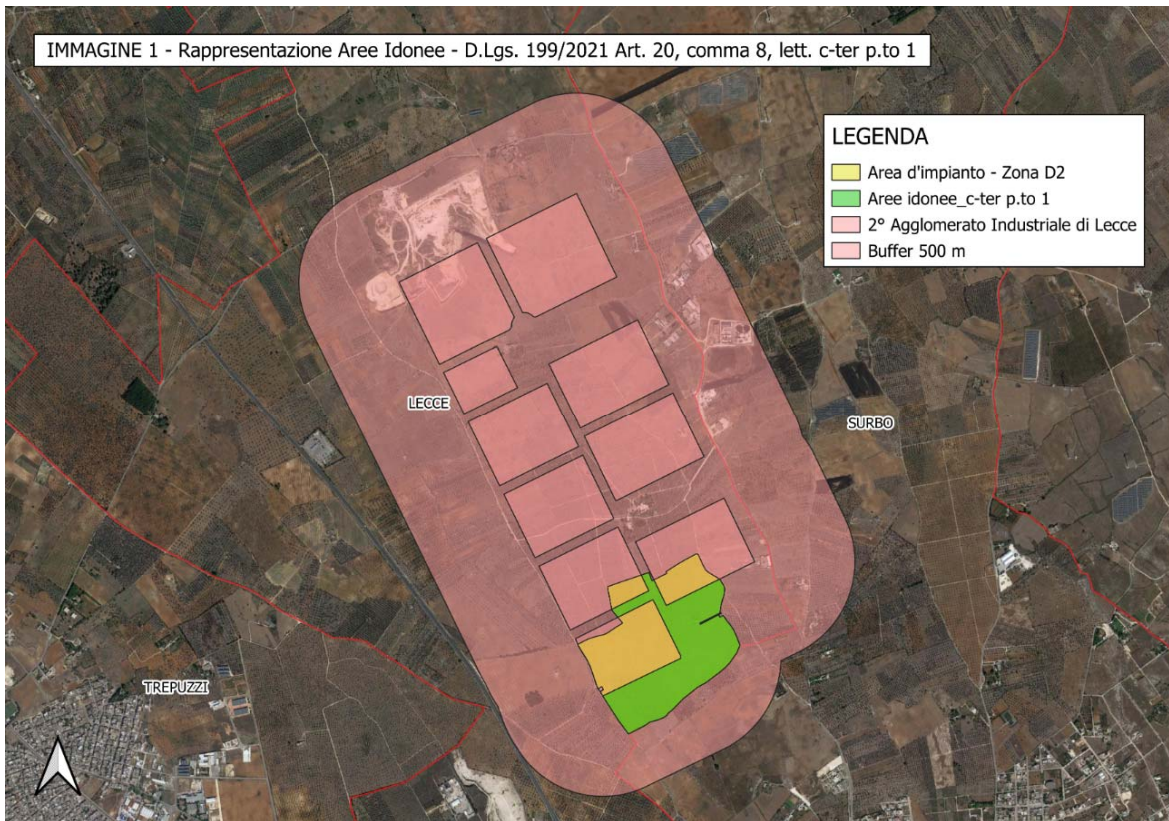 IMMAGINE 1 - Rappresentazione Aree Idonee - D.Lgs. 199/2021 Art. 20, comma 8, lett. c-ter p.to 1
LEGENDA
Area d'impianto - Zona D2
Aree idonee_c-ter p.to 1
2° Agglomerato Industriale di Lecce
Buffer 500 m
LECCE
SURBO
TREPUZZI